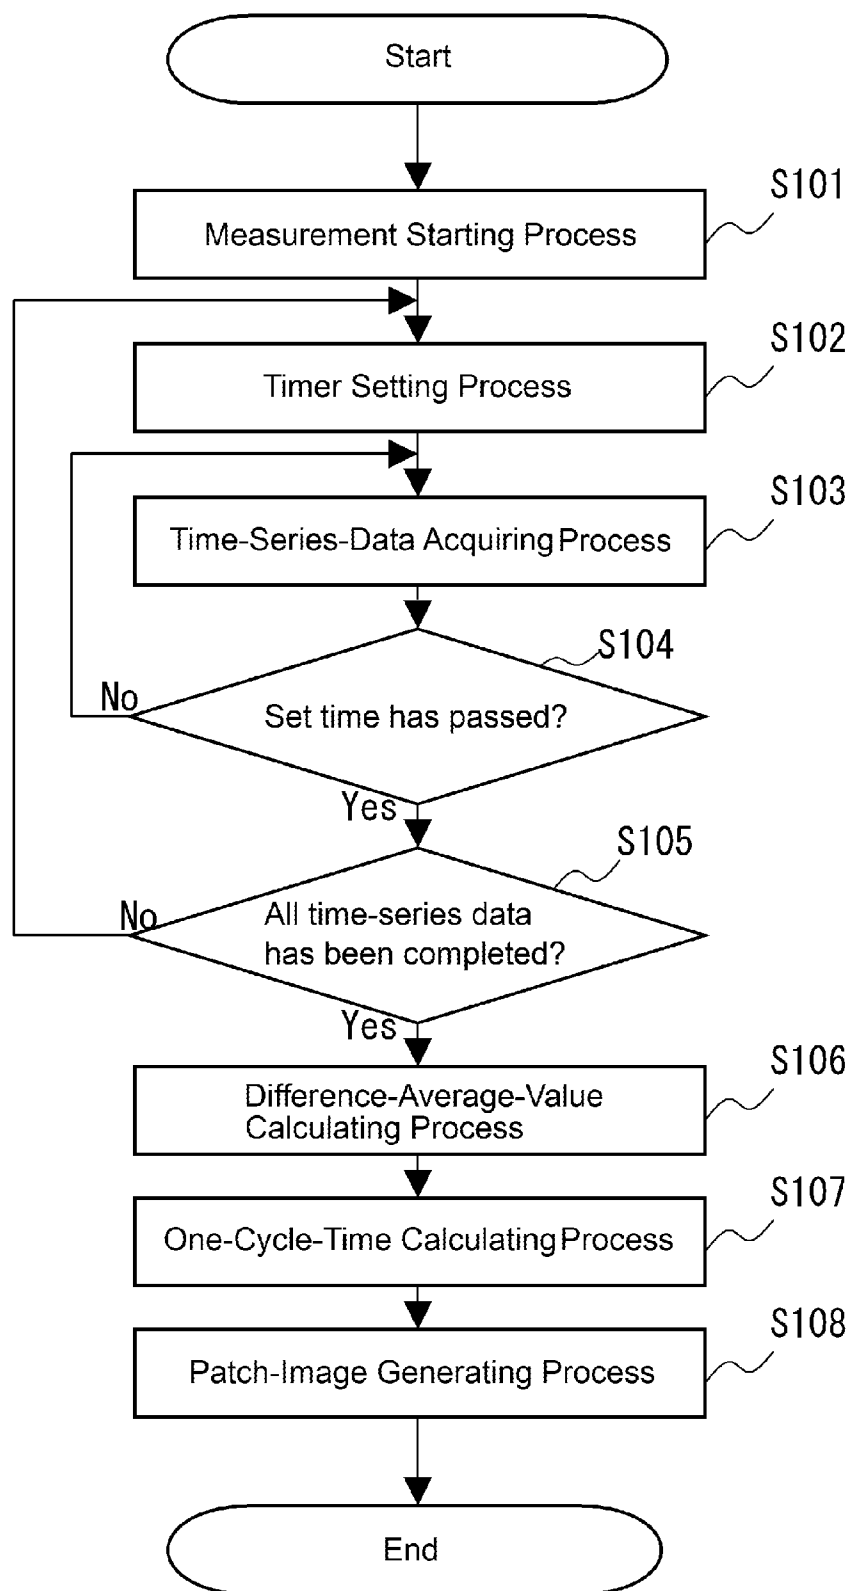 Start
S101
Measurement Starting Process
S102
Timer Setting Process
S103
Time-Series-Data Acquiring Process
S104
No
Set time has passed?
Yes
S105
No
All time-series data
has been completed?
Yes
S106
Difference-Average-Value
Calculating Process
S107
One-Cycle-Time Calculating Process
S108
Patch-Image Generating Process
End